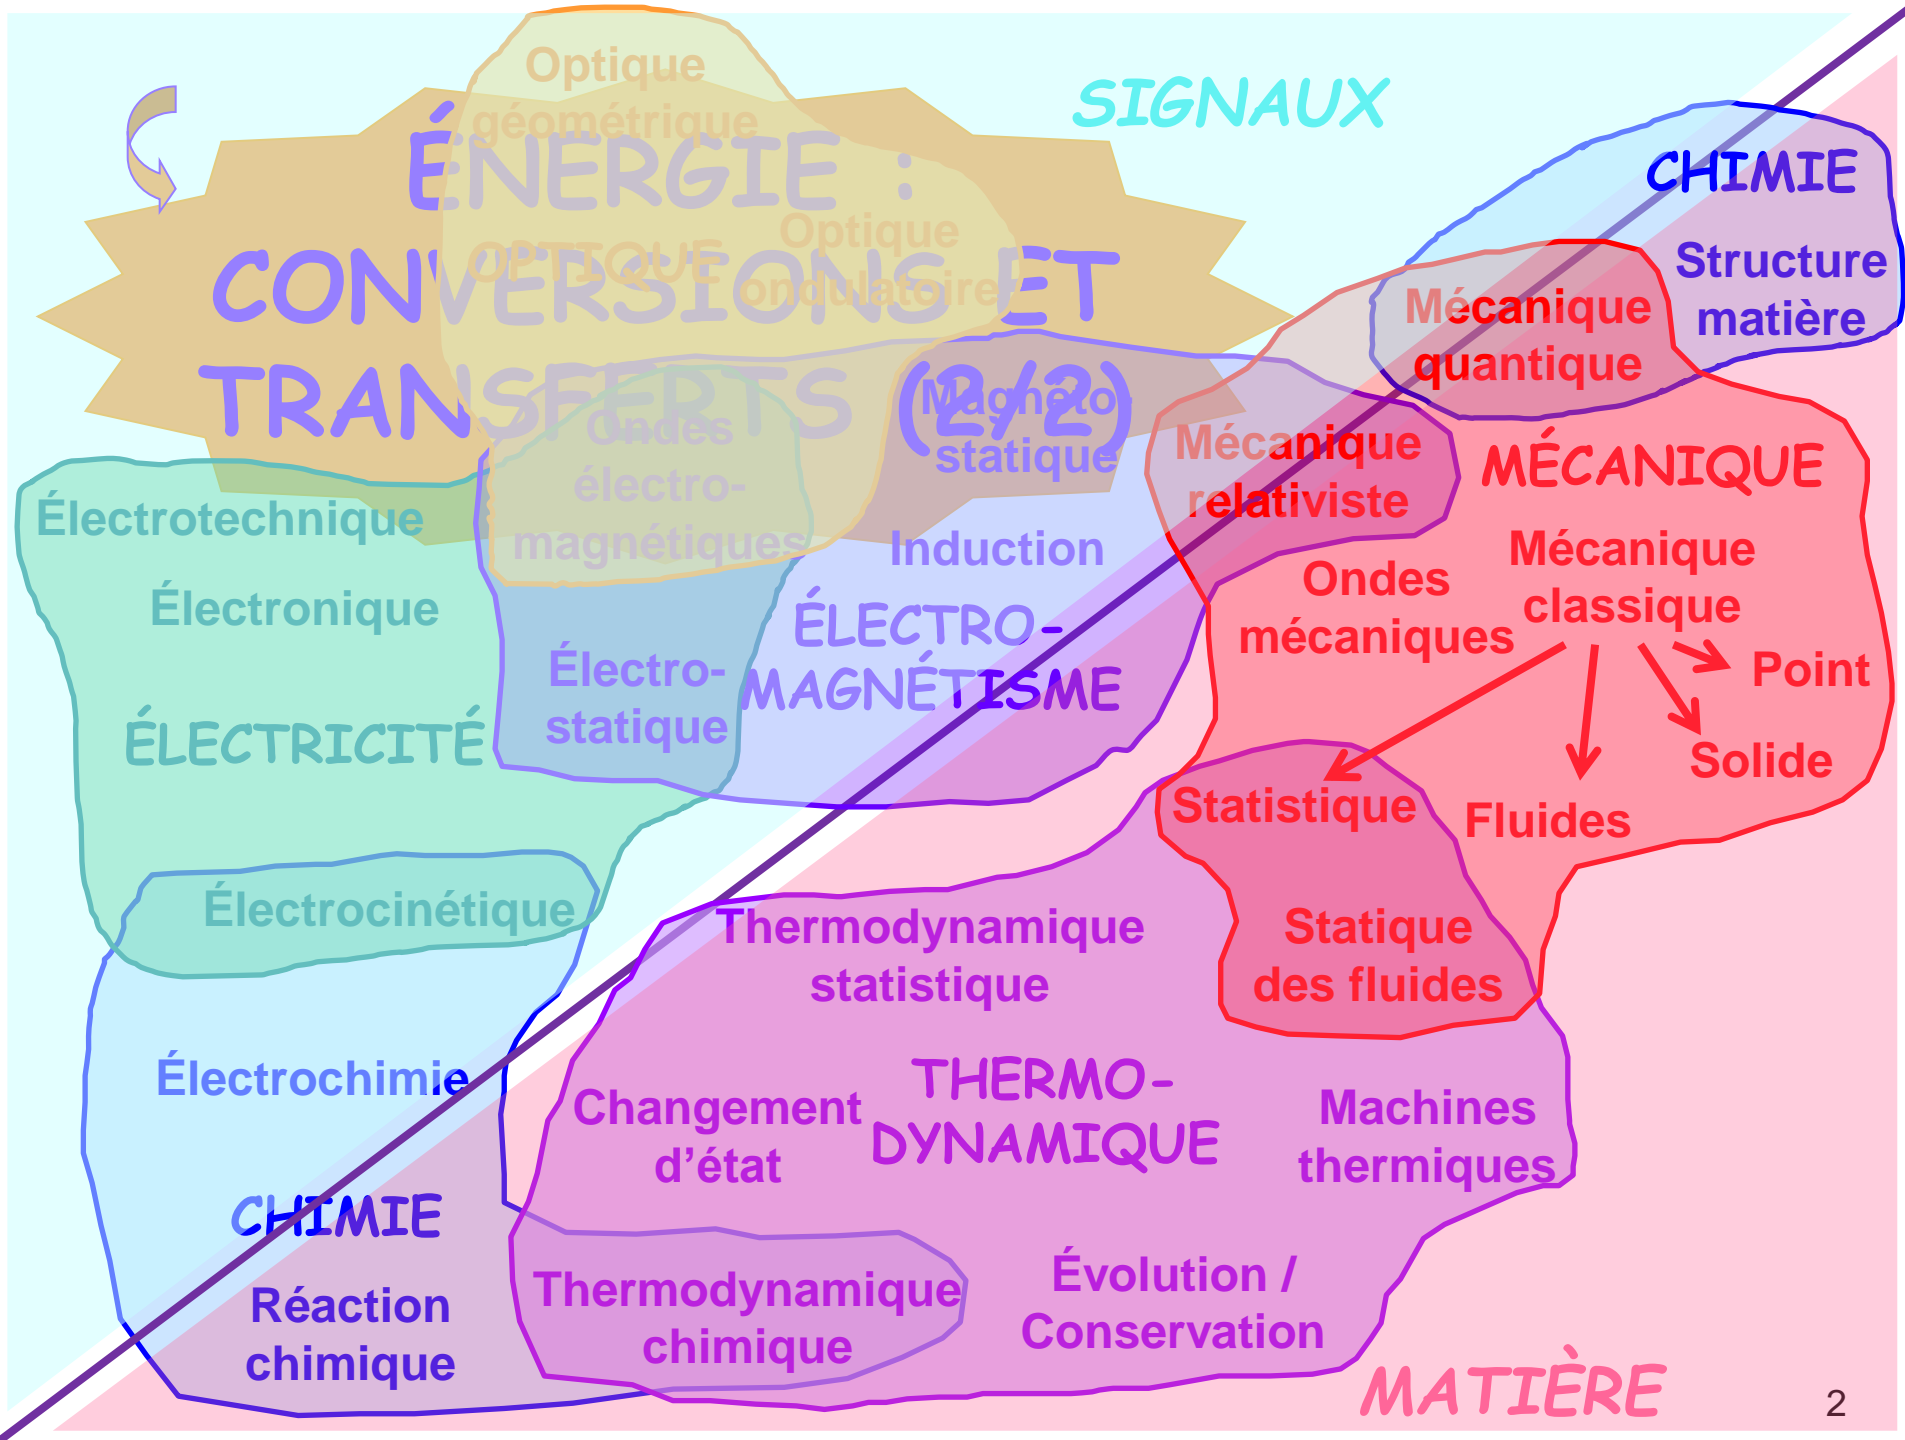 Optique
géométrique
SIGNAUX
ÉNERGIE :
CONVERSIONS ET
TRANSFERTS (2/2)
OPTIQUE
Optique
ondulatoire
CHIMIE
Structure
matière
Mécanique
quantique
Ondes
électro-
magnétiques
Magnéto-
statique
Mécanique
relativiste
MÉCANIQUE
Électrotechnique
Électronique
ÉLECTRICITÉ
Induction
ÉLECTRO-
MAGNÉTISME
Électro-
statique
Ondes
mécaniques
Mécanique
classique
Point
Solide
Fluides
Statistique
Statique
des fluides
Électrocinétique
Thermodynamique
statistique
Électrochimie
Changement
d’état
THERMO-
DYNAMIQUE
Machines
thermiques
CHIMIE
Réaction
chimique
Thermodynamique
chimique
Évolution /
Conservation
MATIÈRE
2